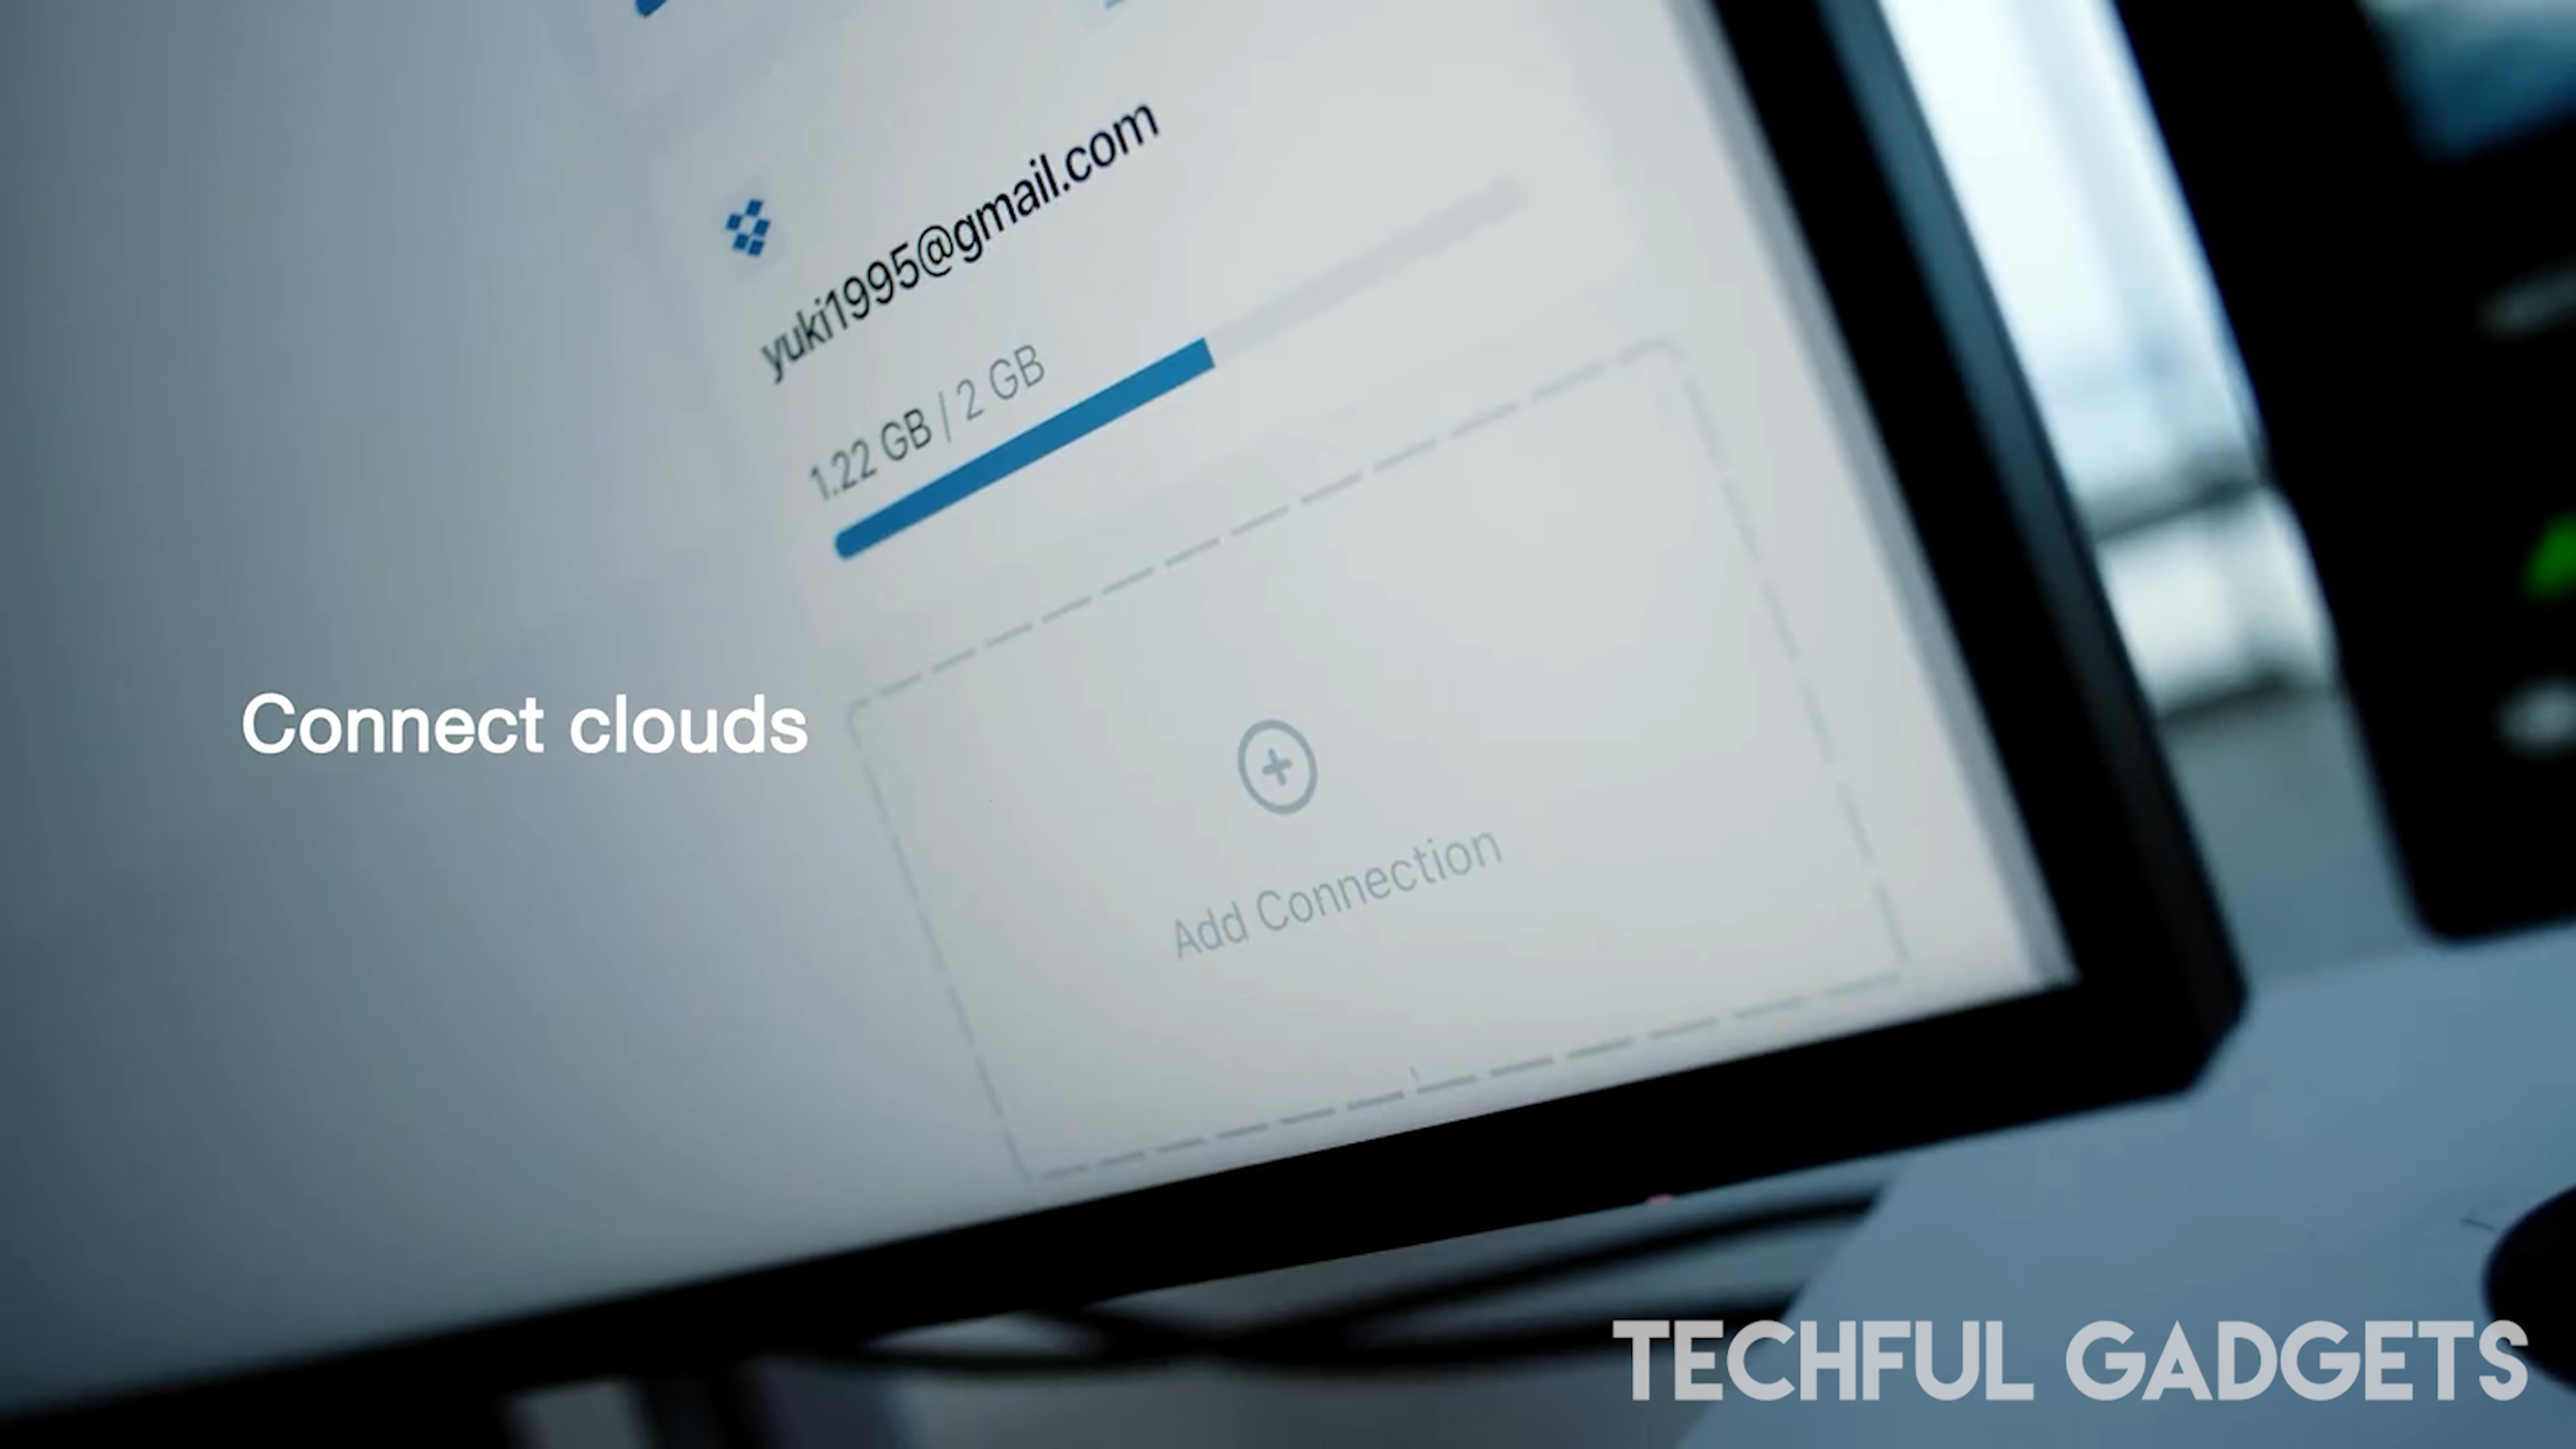 yuki1995@gmail.com
1.22 GB | 2 GB
Connect clouds
Add Connection
TECHFUL GADGETS